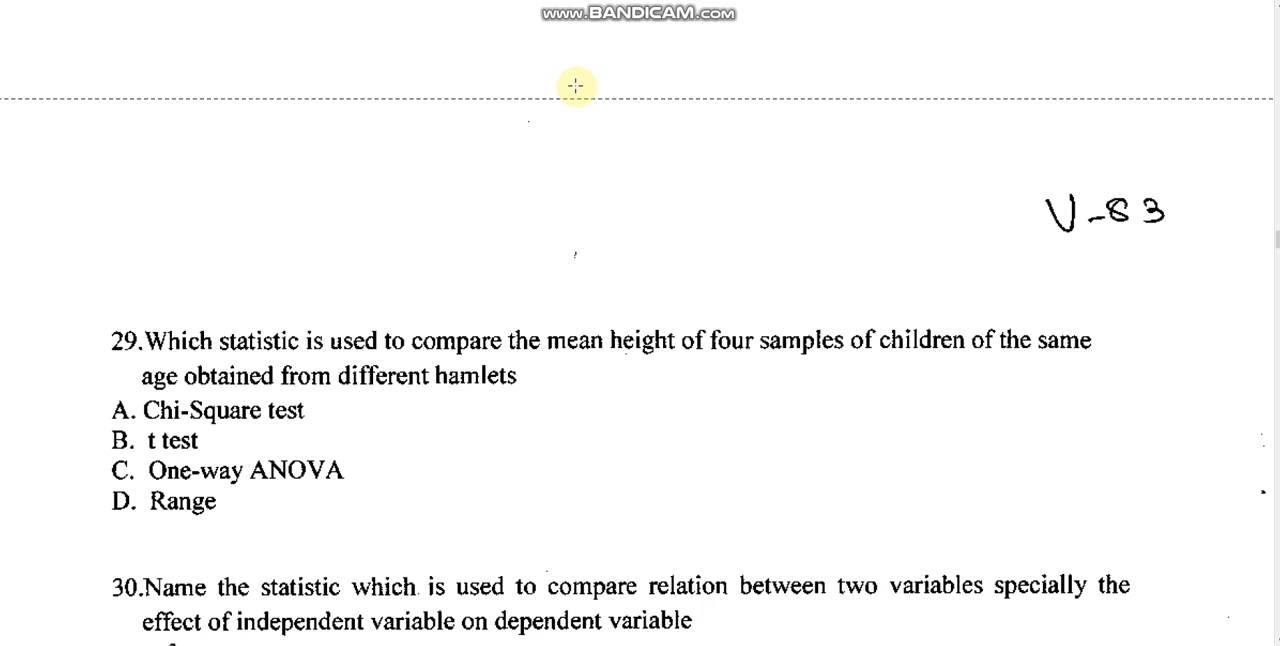 www.BANDICAM.com
V-83
29.Which statistic is used to compare the mean height of four samples of children of the same
age obtained from different hamlets
A. Chi-Square test
B. t test
C. One-way ANOVA
D. Range
30.Name the statistic which is used to compare relation between two variables specially the
effect of independent variable on dependent variable